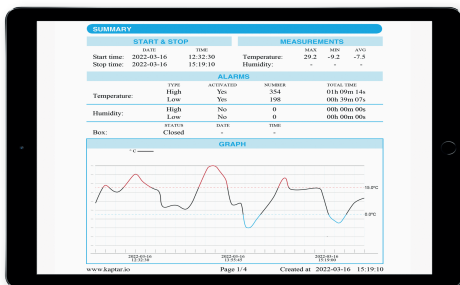 SUMMARY
START & STOP
DATE TIME
Start time: 2022-03-16 12:32:30
Stop time: 2022-03-16 15:19:10
MEASUREMENTS
MAX MIN AVG
Temperature: 29.2 -9.2 -7.5
Humidity: - - -
ALARMS
TYPE ACTIVATED NUMBER TOTAL TIME
Temperature:
High Yes 354 01h 09m 14s
Low Yes 198 00h 39m 07s
Humidity:
High No 0 00h 00m 00s
Low No 0 00h 00m 00s
STATUS DATE TIME
Box: Closed - -
GRAPH
° C
2022-03-16 2022-03-16 2022-03-16
12:32:30 13:55:45 15:19:00
www.kaptar.io Page 1/4 Created at 2022-03-16 15:19:10